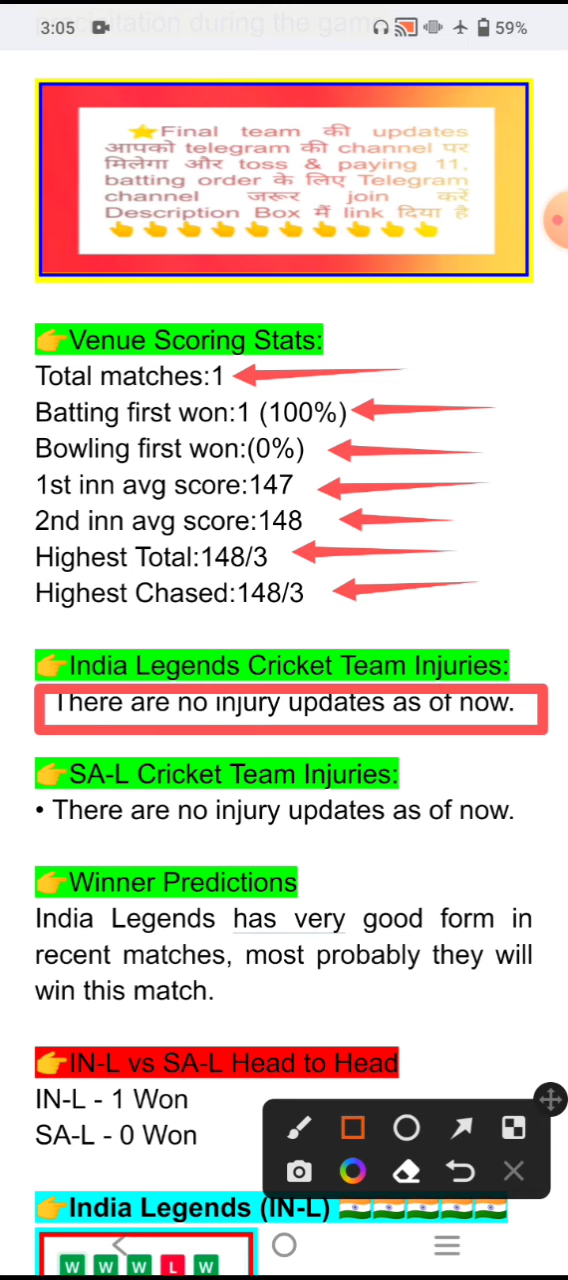 precipitation during the game
3:05
59%
⭐Final team की updates
आपको telegram की channel पर
मिलेगा और toss & paying 11,
batting order के लिए Telegram
channel जरूर join करें
Description Box में link दिया है
👆👆👆👆👆👆👆👆👆👆
👉Venue Scoring Stats:
Total matches:1
Batting first won:1 (100%)
Bowling first won:(0%)
1st inn avg score:147
2nd inn avg score:148
Highest Total:148/3
Highest Chased:148/3
👉India Legends Cricket Team Injuries:
There are no injury updates as of now.
👉SA-L Cricket Team Injuries:
• There are no injury updates as of now.
👉Winner Predictions
India Legends has very good form in
recent matches, most probably they will
win this match.
👉IN-L vs SA-L Head to Head
IN-L - 1 Won
SA-L - 0 Won
👉India Legends (IN-L) 🇮🇳🇮🇳🇮🇳🇮🇳🇮🇳
W W W L W